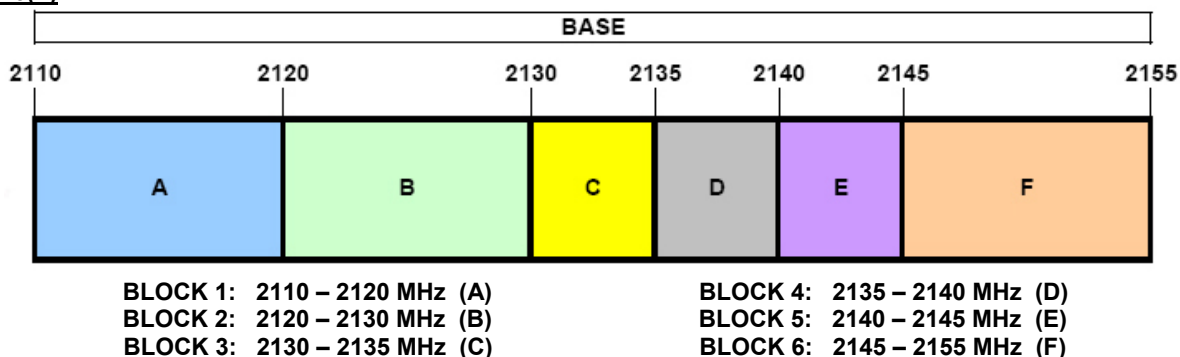 BASE
2110 2120 2130 2135 2140 2145 2155
A B C D E F
BLOCK 1: 2110 – 2120 MHz (A)
BLOCK 2: 2120 – 2130 MHz (B)
BLOCK 3: 2130 – 2135 MHz (C)
BLOCK 4: 2135 – 2140 MHz (D)
BLOCK 5: 2140 – 2145 MHz (E)
BLOCK 6: 2145 – 2155 MHz (F)